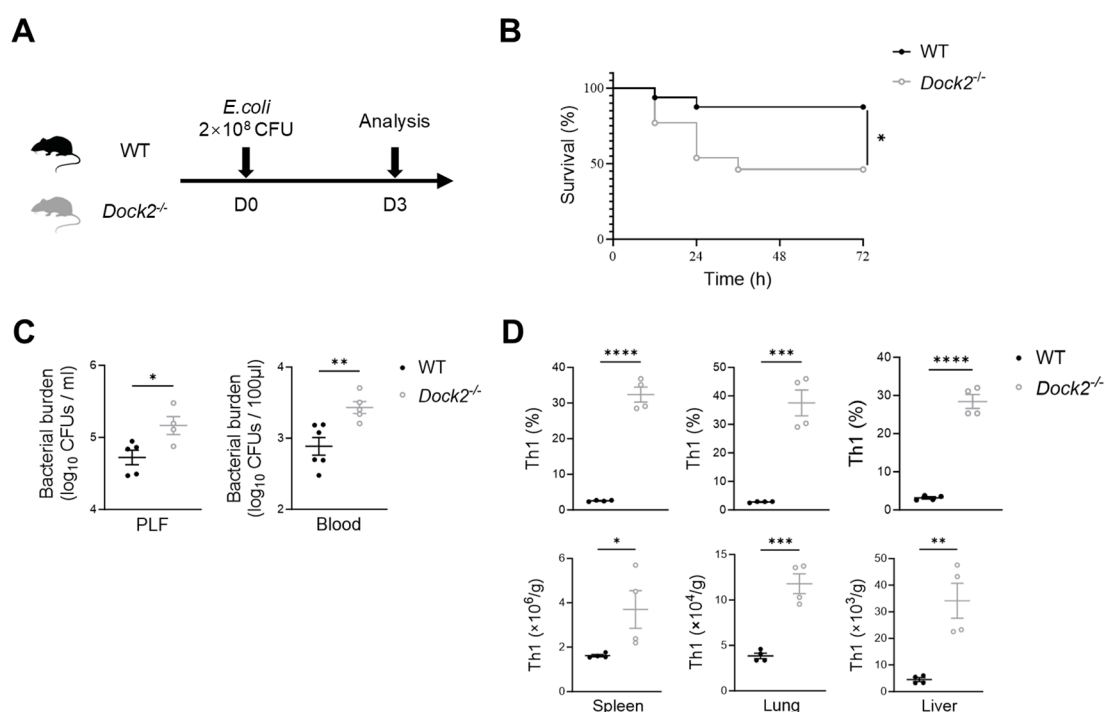 A
E.coli
2×10⁸ CFU
Analysis
WT
Dock2⁻/⁻
D0
D3
B
WT
Dock2⁻/⁻
Survival (%)
100
50
0
0
24
48
72
Time (h)
*
C
Bacterial burden
(log₁₀ CFUs / ml)
6
5
4
*
PLF
Bacterial burden
(log₁₀ CFUs / 100μl)
4
3
2
**
Blood
WT
Dock2⁻/⁻
D
Th1 (%)
40
30
20
10
0
****
Th1 (%)
50
40
30
20
10
0
***
Th1 (%)
40
30
20
10
0
****
WT
Dock2⁻/⁻
Th1 (×10⁶/g)
6
4
2
0
*
Spleen
Th1 (×10⁴/g)
15
10
5
0
***
Lung
Th1 (×10³/g)
50
40
30
20
10
0
**
Liver